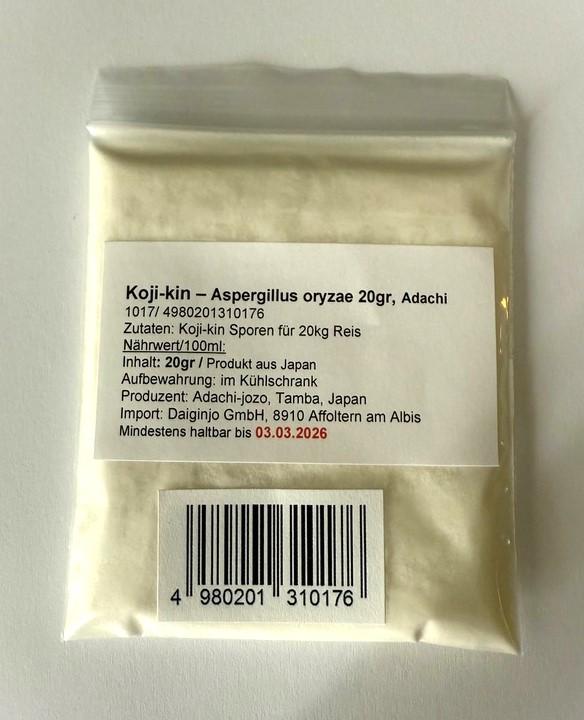 Koji-kin – Aspergillus oryzae 20gr, Adachi
1017/ 4980201310176
Zutaten: Koji-kin Sporen für 20kg Reis
Nährwert/100ml:
Inhalt: 20gr / Produkt aus Japan
Aufbewahrung: im Kühlschrank
Produzent: Adachi-jozo, Tamba, Japan
Import: Daiginjo GmbH, 8910 Affoltern am Albis
Mindestens haltbar bis 03.03.2026
4 980201 310176